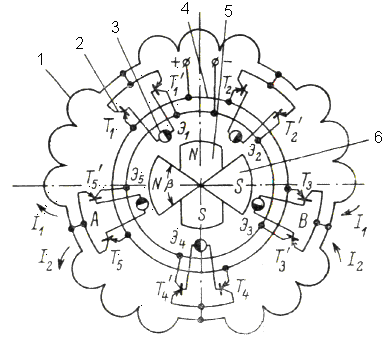 1 2 3 4 5
+ -
T₁ T₁' Э₁ T₂ T₂' Э₂
6
N
N β S
S
T₅' Э₅ T₃
I₁ A B I₁
I₂ T₅ Э₄ Э₃ T₃' I₂
T₄' T₄